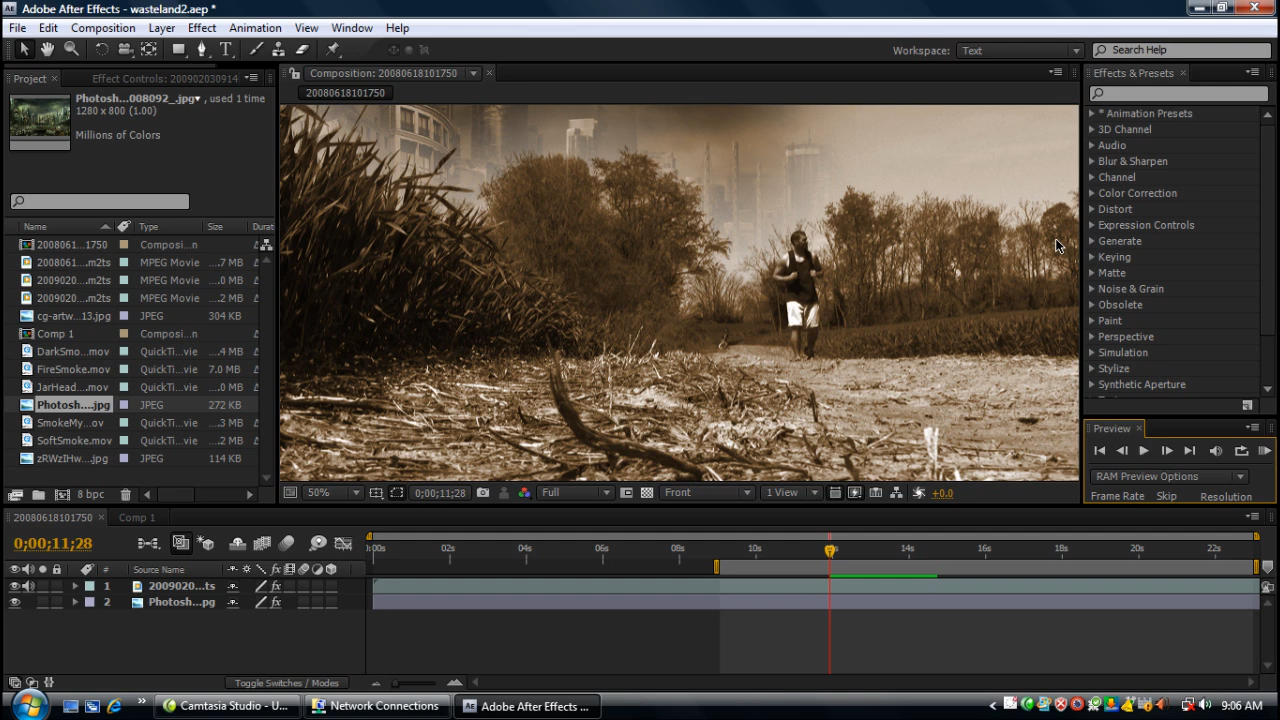 Adobe After Effects - wasteland2.aep *
File Edit Composition Layer Effect Animation View Window Help
Workspace: Text Search Help
Project Effect Controls: 200902030914
Composition: 20080618101750
Effects & Presets
20080618101750
Photosh...008092_.jpg , used 1 time
1280 x 800 (1.00)
Millions of Colors
Name Type Size Durat
2008061...1750 Composi...n
2008061...m2ts MPEG Movie ....7 MB
2009020...m2ts MPEG Movie ....2 MB
2009020...m2ts MPEG Movie ....2 MB
cg-artw...13.jpg JPEG 304 KB
Comp 1 Composi...n
DarkSmo...mov QuickTi...vie ....4 MB
FireSmoke.mov QuickTi...vie 7.0 MB
JarHead....mov QuickTi...vie ....0 MB
Photosh....jpg JPEG 272 KB
SmokeMy...ov QuickTi...vie ....3 MB
SoftSmoke.mov QuickTi...vie ....2 MB
zRWzIHw...jpg JPEG 114 KB
8 bpc
* Animation Presets
3D Channel
Audio
Blur & Sharpen
Channel
Color Correction
Distort
Expression Controls
Generate
Keying
Matte
Noise & Grain
Obsolete
Paint
Perspective
Simulation
Stylize
Synthetic Aperture
Preview
RAM Preview Options
Frame Rate Skip Resolution
50% 0;00;11;28 Full Front 1 View +0.0
20080618101750 Comp 1
0;00;11;28
02s 04s 06s 08s 10s 14s 16s 18s 20s 22s
# Source Name
1 2009020...ts
2 Photosh...pg
Toggle Switches / Modes
Camtasia Studio - U... Network Connections Adobe After Effects ... 9:06 AM